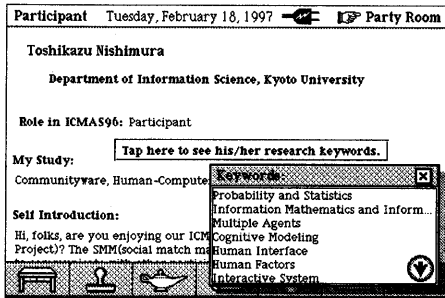 Participant Tuesday, February 18, 1997 Party Room
Toshikazu Nishimura
Department of Information Science, Kyoto University
Role in ICMAS96: Participant
Tap here to see his/her research keywords.
My Study:
Communityware, Human-Compute
Self Introduction:
Hi, folks, are you enjoying our ICM
Project)? The SMM(social match ma
Keywords:
Probability and Statistics
Information Mathematics and Inform...
Multiple Agents
Cognitive Modeling
Human Interface
Human Factors
Interactive System